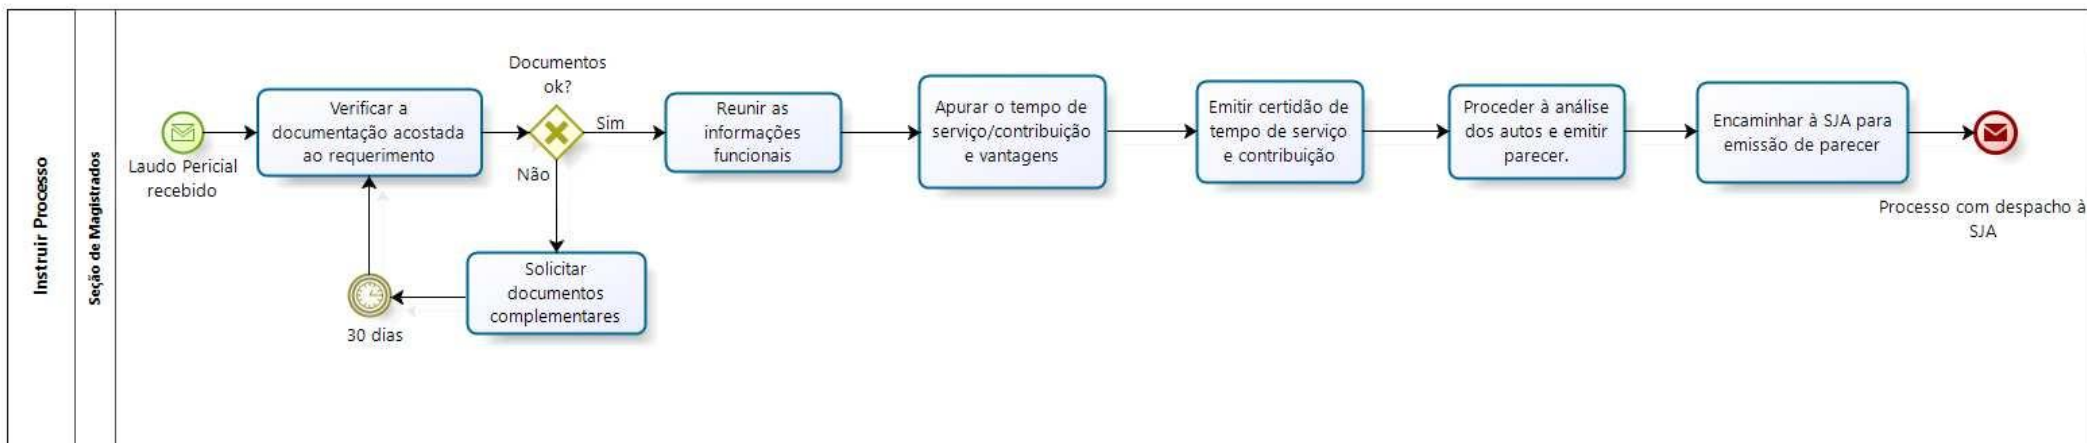 Instruir Processo
Seção de Magistrados
Laudo Pericial
recebido
Verificar a
documentação acostada
ao requerimento
Documentos
ok?
Sim
Não
Solicitar
documentos
complementares
30 dias
Reunir as
informações
funcionais
Apurar o tempo de
serviço/contribuição
e vantagens
Emitir certidão de
tempo de serviço
e contribuição
Proceder à análise
dos autos e emitir
parecer.
Encaminhar à SJA para
emissão de parecer
Processo com despacho à
SJA